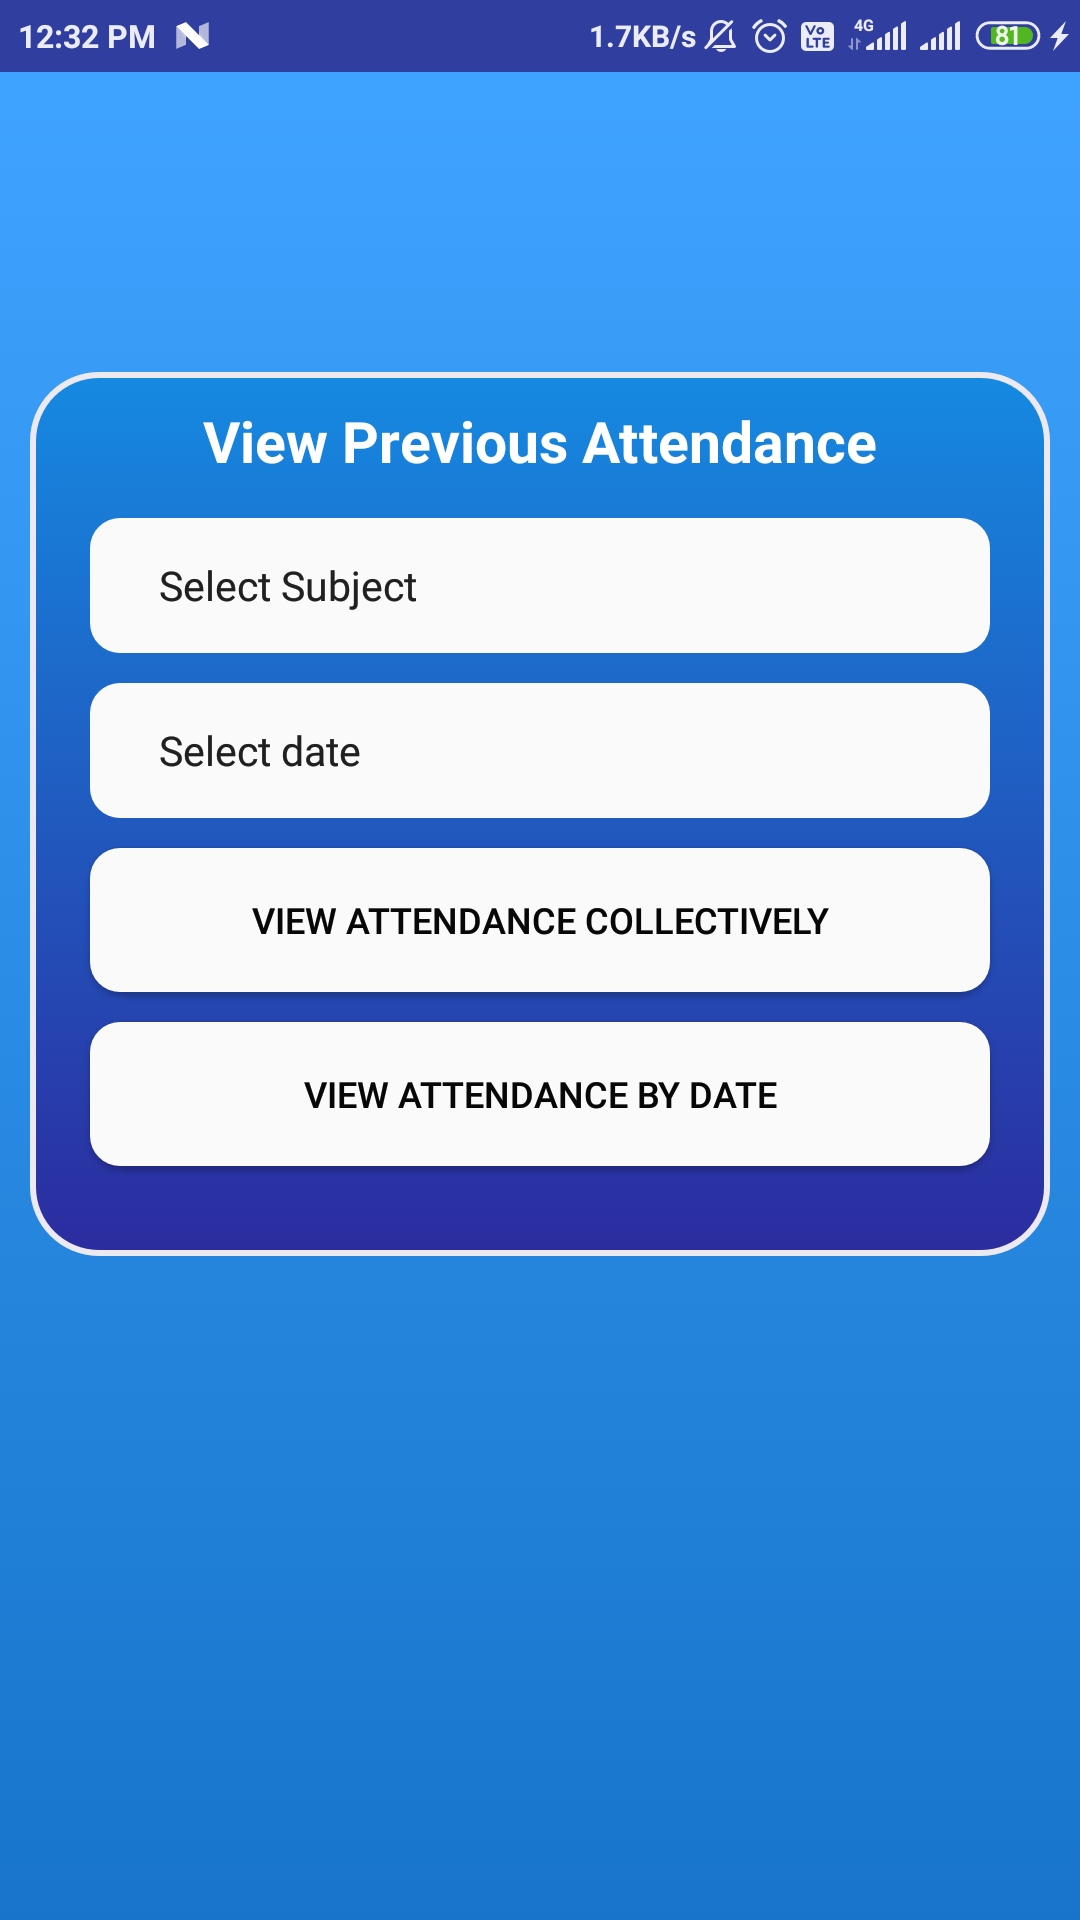 12:32 PM 1.7KB/s Vo LTE 4G 81
View Previous Attendance
Select Subject
Select date
VIEW ATTENDANCE COLLECTIVELY
VIEW ATTENDANCE BY DATE